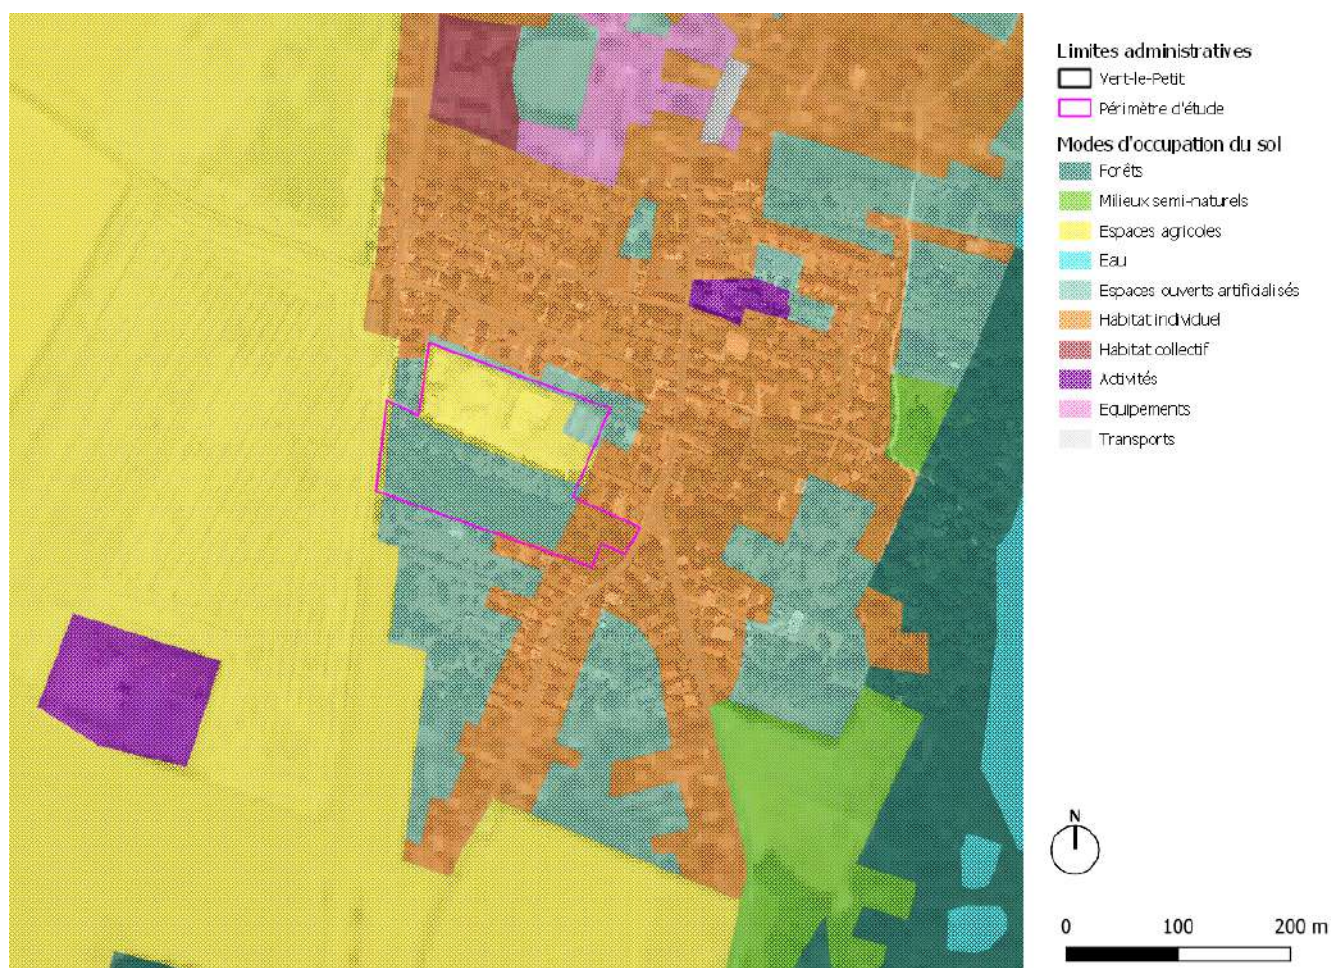 Limites administratives
Vert-le-Petit
Périmètre d'étude
Modes d'occupation du sol
Forêts
Milieux semi-naturels
Espaces agricoles
Eau
Espaces ouverts artificialisés
Habitat individuel
Habitat collectif
Activités
Equipements
Transports
N
0 100 200 m